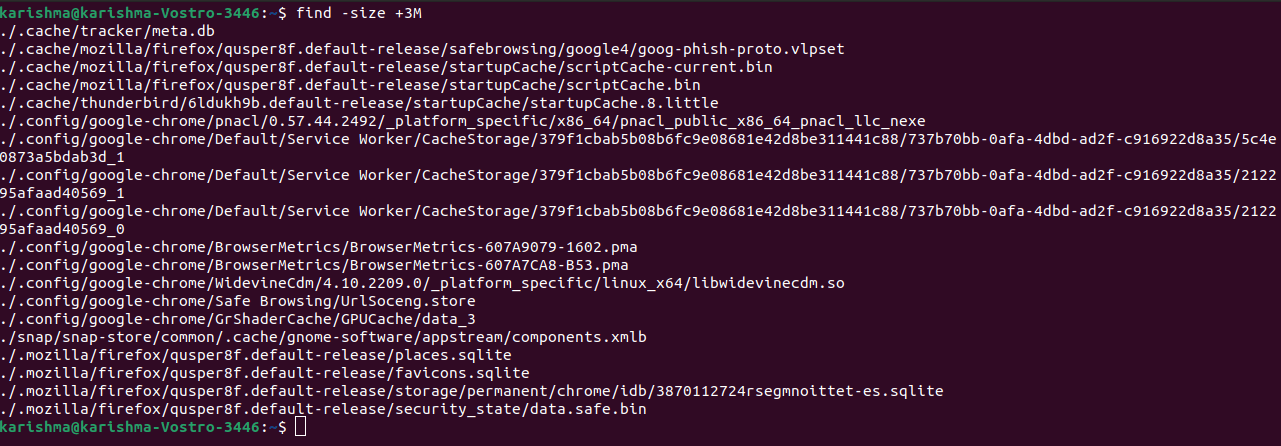 karishma@karishma-Vostro-3446:~$ find -size +3M
./.cache/tracker/meta.db
./.cache/mozilla/firefox/qusper8f.default-release/safebrowsing/google4/goog-phish-proto.vlpset
./.cache/mozilla/firefox/qusper8f.default-release/startupCache/scriptCache-current.bin
./.cache/mozilla/firefox/qusper8f.default-release/startupCache/scriptCache.bin
./.cache/thunderbird/6ldukh9b.default-release/startupCache/startupCache.8.little
./.config/google-chrome/pnacl/0.57.44.2492/_platform_specific/x86_64/pnacl_public_x86_64_pnacl_llc_nexe
./.config/google-chrome/Default/Service Worker/CacheStorage/379f1cbab5b08b6fc9e08681e42d8be311441c88/737b70bb-0afa-4dbd-ad2f-c916922d8a35/5c4e
0873a5bdab3d_1
./.config/google-chrome/Default/Service Worker/CacheStorage/379f1cbab5b08b6fc9e08681e42d8be311441c88/737b70bb-0afa-4dbd-ad2f-c916922d8a35/2122
95afaad40569_1
./.config/google-chrome/Default/Service Worker/CacheStorage/379f1cbab5b08b6fc9e08681e42d8be311441c88/737b70bb-0afa-4dbd-ad2f-c916922d8a35/2122
95afaad40569_0
./.config/google-chrome/BrowserMetrics/BrowserMetrics-607A9079-1602.pma
./.config/google-chrome/BrowserMetrics/BrowserMetrics-607A7CA8-B53.pma
./.config/google-chrome/WidevineCdm/4.10.2209.0/_platform_specific/linux_x64/libwidevinecdm.so
./.config/google-chrome/Safe Browsing/UrlSoceng.store
./.config/google-chrome/GrShaderCache/GPUCache/data_3
./snap/snap-store/common/.cache/gnome-software/appstream/components.xmlb
./.mozilla/firefox/qusper8f.default-release/places.sqlite
./.mozilla/firefox/qusper8f.default-release/favicons.sqlite
./.mozilla/firefox/qusper8f.default-release/storage/permanent/chrome/idb/3870112724rsegmnoittet-es.sqlite
./.mozilla/firefox/qusper8f.default-release/security_state/data.safe.bin
karishma@karishma-Vostro-3446:~$